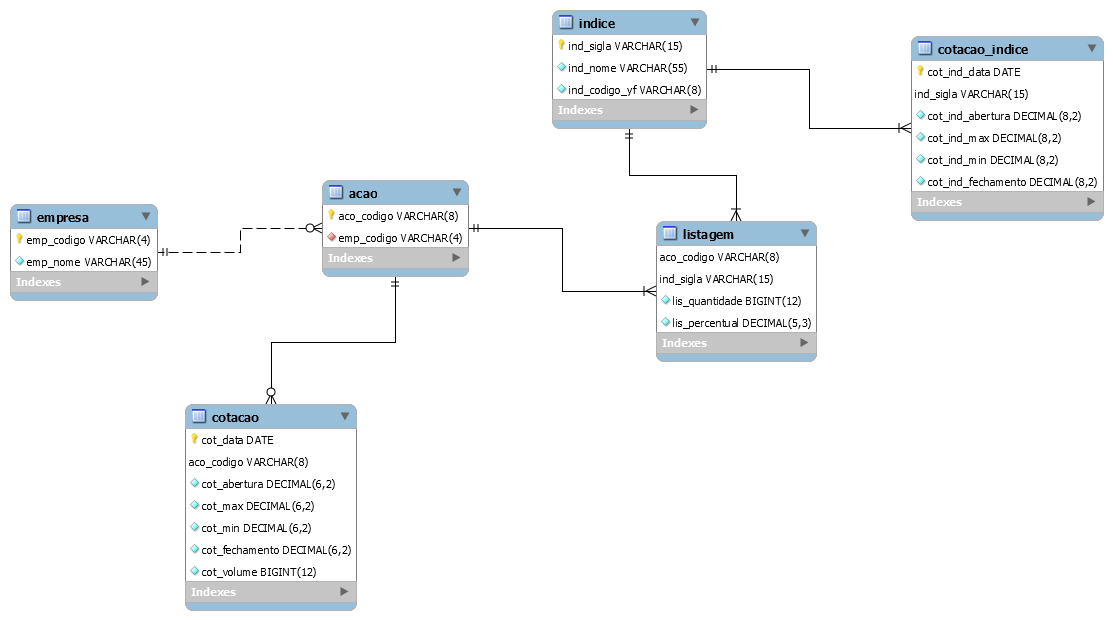 indice
ind_sigla VARCHAR(15)
ind_nome VARCHAR(55)
ind_codigo_yf VARCHAR(8)
Indexes
cotacao_indice
cot_ind_data DATE
ind_sigla VARCHAR(15)
cot_ind_abertura DECIMAL(8,2)
cot_ind_max DECIMAL(8,2)
cot_ind_min DECIMAL(8,2)
cot_ind_fechamento DECIMAL(8,2)
Indexes
empresa
emp_codigo VARCHAR(4)
emp_nome VARCHAR(45)
Indexes
acao
aco_codigo VARCHAR(8)
emp_codigo VARCHAR(4)
Indexes
listagem
aco_codigo VARCHAR(8)
ind_sigla VARCHAR(15)
lis_quantidade BIGINT(12)
lis_percentual DECIMAL(5,3)
Indexes
cotacao
cot_data DATE
aco_codigo VARCHAR(8)
cot_abertura DECIMAL(6,2)
cot_max DECIMAL(6,2)
cot_min DECIMAL(6,2)
cot_fechamento DECIMAL(6,2)
cot_volume BIGINT(12)
Indexes